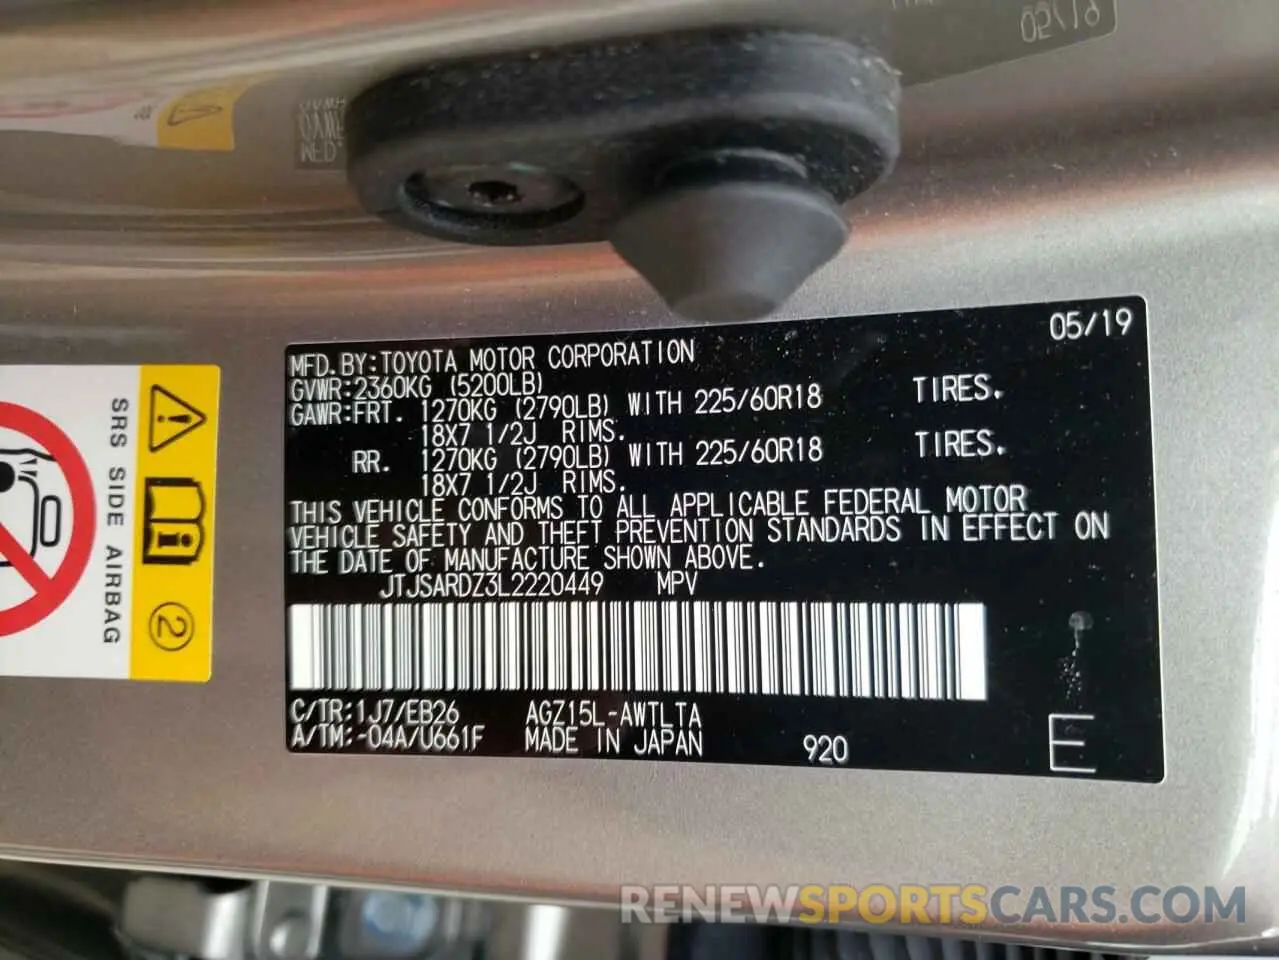 05/19
MFD.BY:TOYOTA MOTOR CORPORATION
GVWR:2360KG (5200LB)
GAWR:FRT. 1270KG (2790LB) WITH 225/60R18 TIRES.
18X7 1/2J RIMS.
RR. 1270KG (2790LB) WITH 225/60R18 TIRES.
18X7 1/2J RIMS.
THIS VEHICLE CONFORMS TO ALL APPLICABLE FEDERAL MOTOR
VEHICLE SAFETY AND THEFT PREVENTION STANDARDS IN EFFECT ON
THE DATE OF MANUFACTURE SHOWN ABOVE.
JTJSARDZ3L2220449 MPV
C/TR:1J7/EB26 AGZ15L-AWTLTA
A/TM:-04A/U661F MADE IN JAPAN 920
E
SRS SIDE AIRBAG
2
RENEWSPORTSCARS.COM